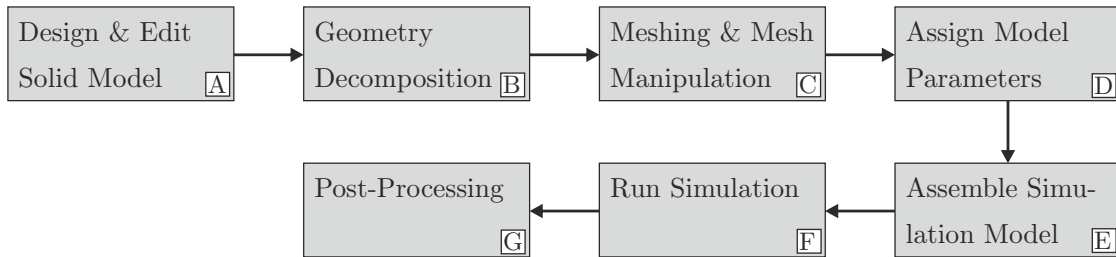 Design & Edit
Solid Model
A
Geometry
Decomposition
B
Meshing & Mesh
Manipulation
C
Assign Model
Parameters
D
Post-Processing
G
Run Simulation
F
Assemble Simu-
lation Model
E